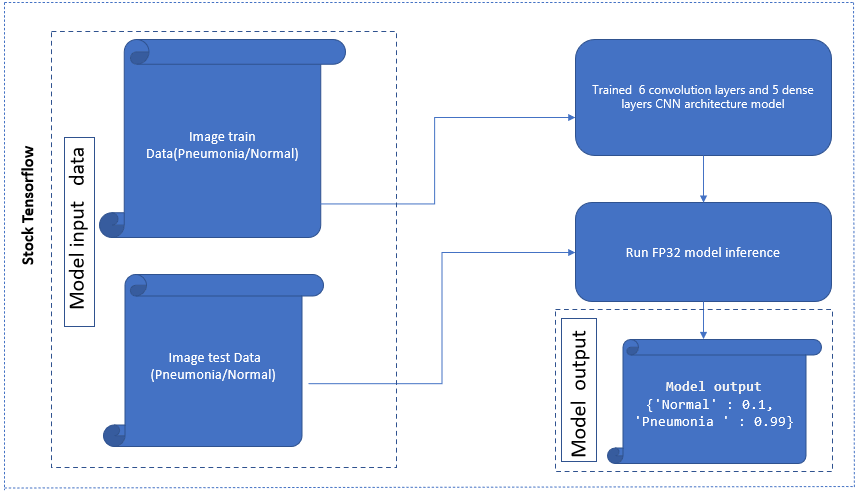 Stock Tensorflow
Model input data
Image train
Data(Pneumonia/Normal)
Image test Data
(Pneumonia/Normal)
Trained 6 convolution layers and 5 dense
layers CNN architecture model
Run FP32 model inference
Model output
Model output
{'Normal' : 0.1,
'Pneumonia ' : 0.99}